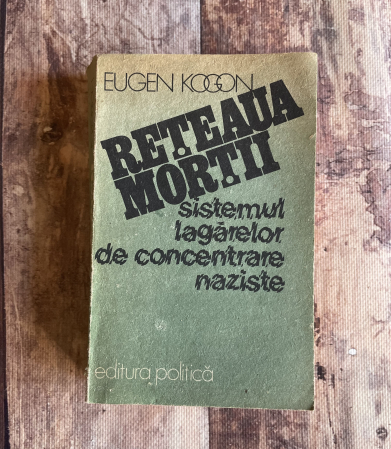 EUGEN KOGON
REȚEAUA
MORȚII
sistemul
lagărelor
de concentrare
naziste
editura politică